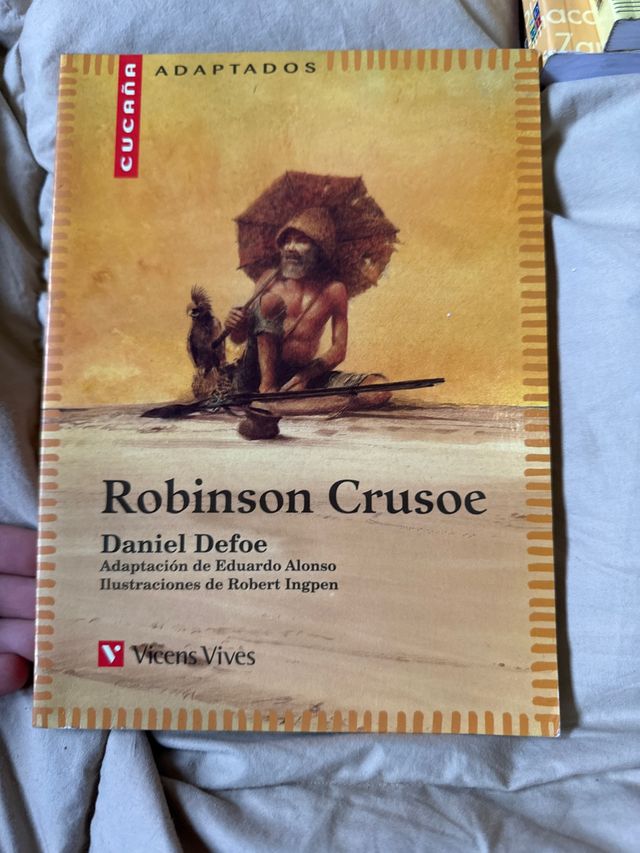 CUCAÑA
ADAPTADOS
Robinson Crusoe
Daniel Defoe
Adaptación de Eduardo Alonso
Ilustraciones de Robert Ingpen
Vicens Vives